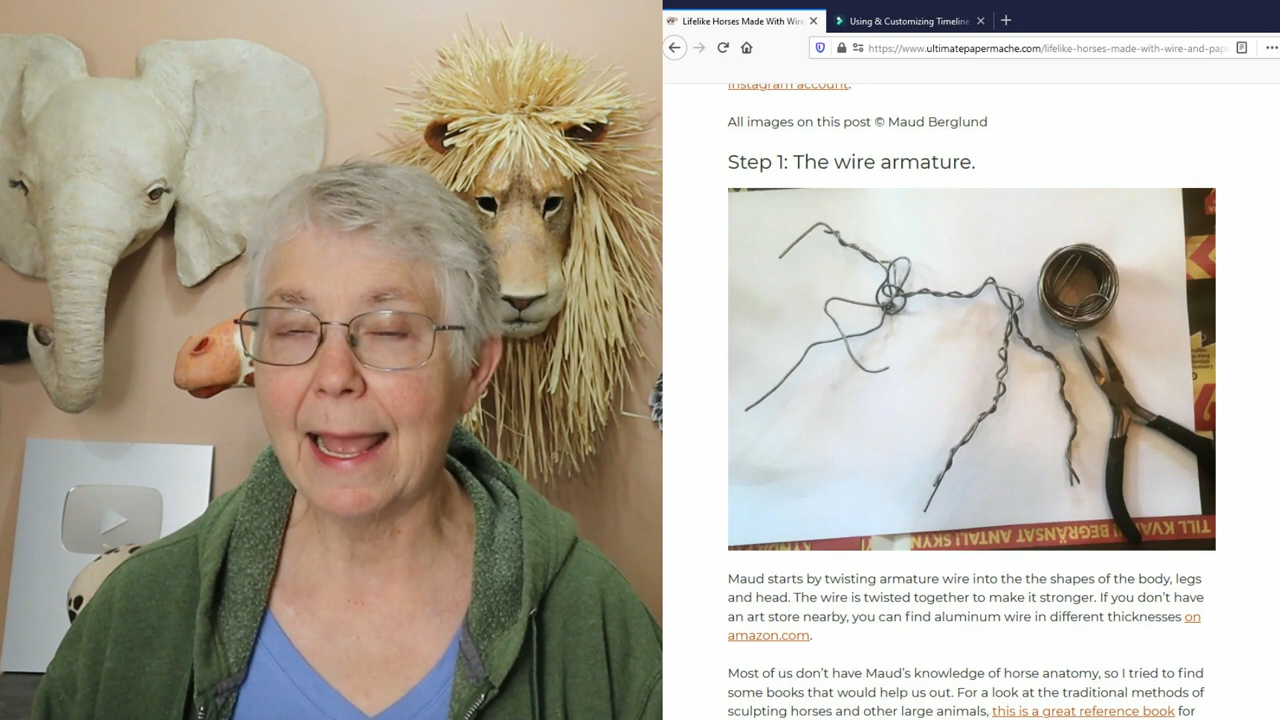 Lifelike Horses Made With Wire
Using & Customizing Timeline
https://www.ultimatepapermache.com/lifelike-horses-made-with-wire-and-pape
Instagram account.
All images on this post © Maud Berglund
Step 1: The wire armature.
TILL KVALI BEGRÄNSAT ANTAL! SKYN
Maud starts by twisting armature wire into the the shapes of the body, legs
and head. The wire is twisted together to make it stronger. If you don’t have
an art store nearby, you can find aluminum wire in different thicknesses on
amazon.com.
Most of us don’t have Maud’s knowledge of horse anatomy, so I tried to find
some books that would help us out. For a look at the traditional methods of
sculpting horses and other large animals, this is a great reference book for